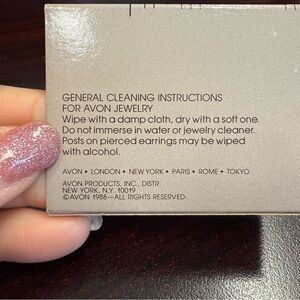 GENERAL CLEANING INSTRUCTIONS
FOR AVON JEWELRY
Wipe with a damp cloth, dry with a soft one.
Do not immerse in water or jewelry cleaner.
Posts on pierced earrings may be wiped
with alcohol.
AVON • LONDON • NEW YORK • PARIS • ROME • TOKYO
AVON PRODUCTS, INC., DISTR.
NEW YORK, N.Y. 10019
©AVON 1988—ALL RIGHTS RESERVED